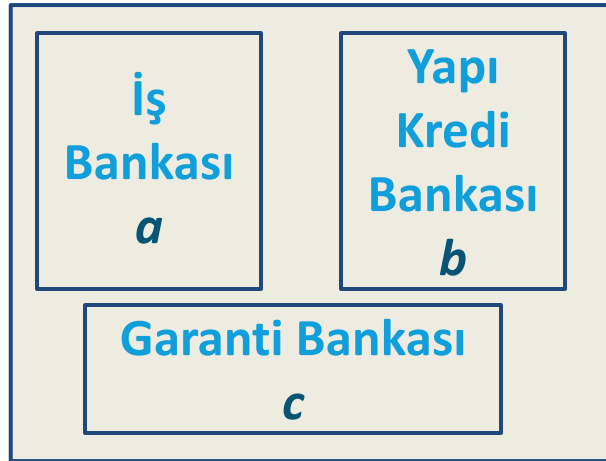 İş
Bankası
a
Yapı
Kredi
Bankası
b
Garanti Bankası
c